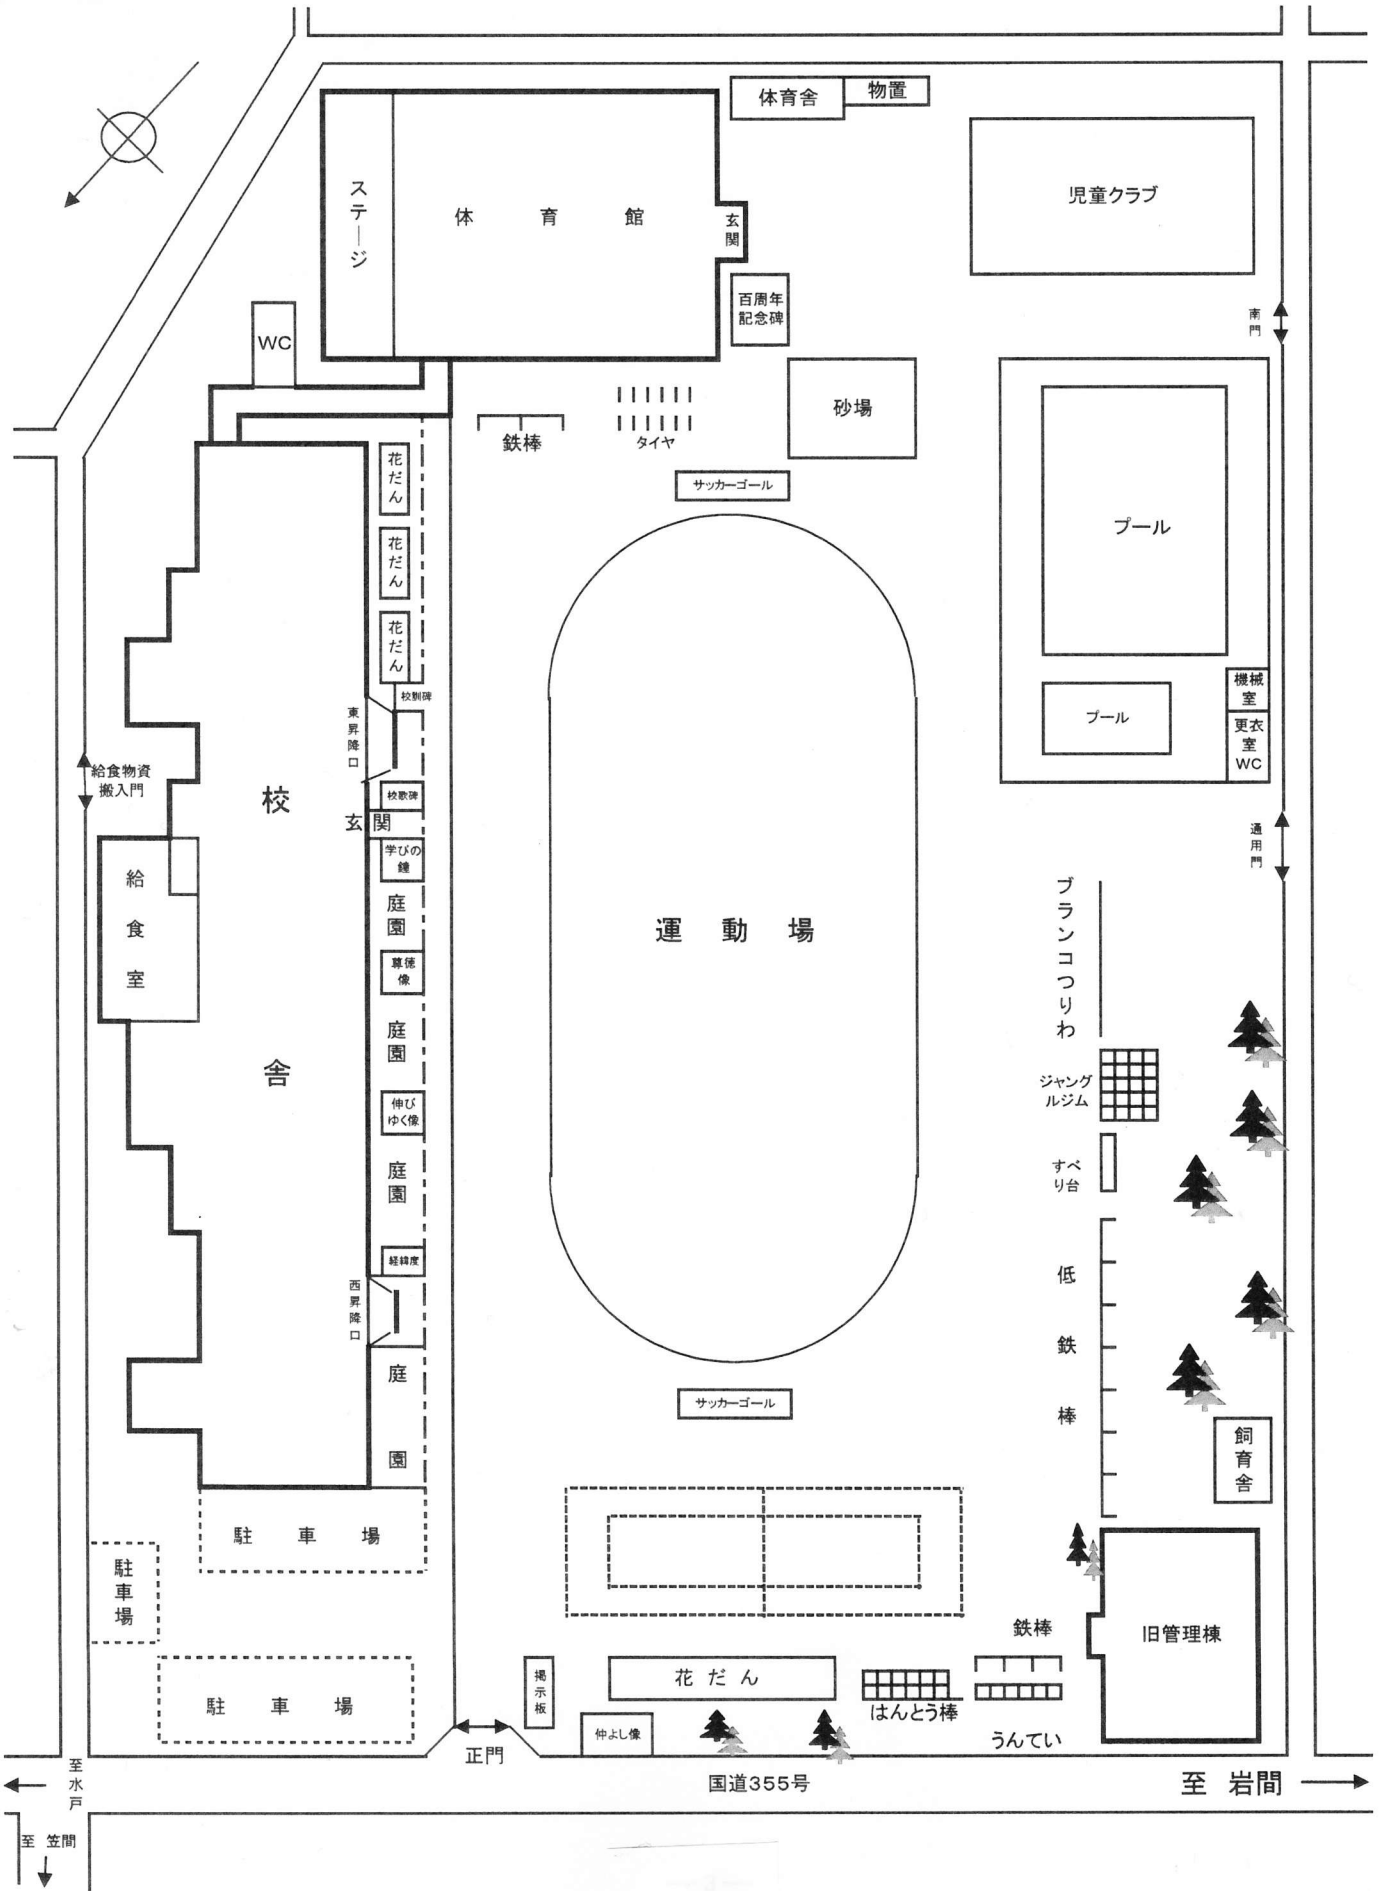 体育舎
物置
児童クラブ
ステージ
体育館
玄関
百周年
記念碑
南門
WC
砂場
鉄棒
タイヤ
サッカーゴール
花だん
花だん
花だん
プール
プール
機械
室
更衣
室
WC
校訓碑
東昇降口
給食物資
搬入門
校舎
校歌碑
玄関
学びの
鐘
通用門
給食室
庭園
尊徳
像
運動場
ブランコつりわ
庭園
ジャング
ルジム
伸び
ゆく像
すべ
り台
庭園
経緯度
西昇降口
低鉄棒
庭園
サッカーゴール
飼育舎
駐車場
駐車場
駐車場
鉄棒
旧管理棟
掲示板
花だん
はんとう棒
仲よし像
うんてい
正門
国道355号
至水戸
至 岩間
至 笠間